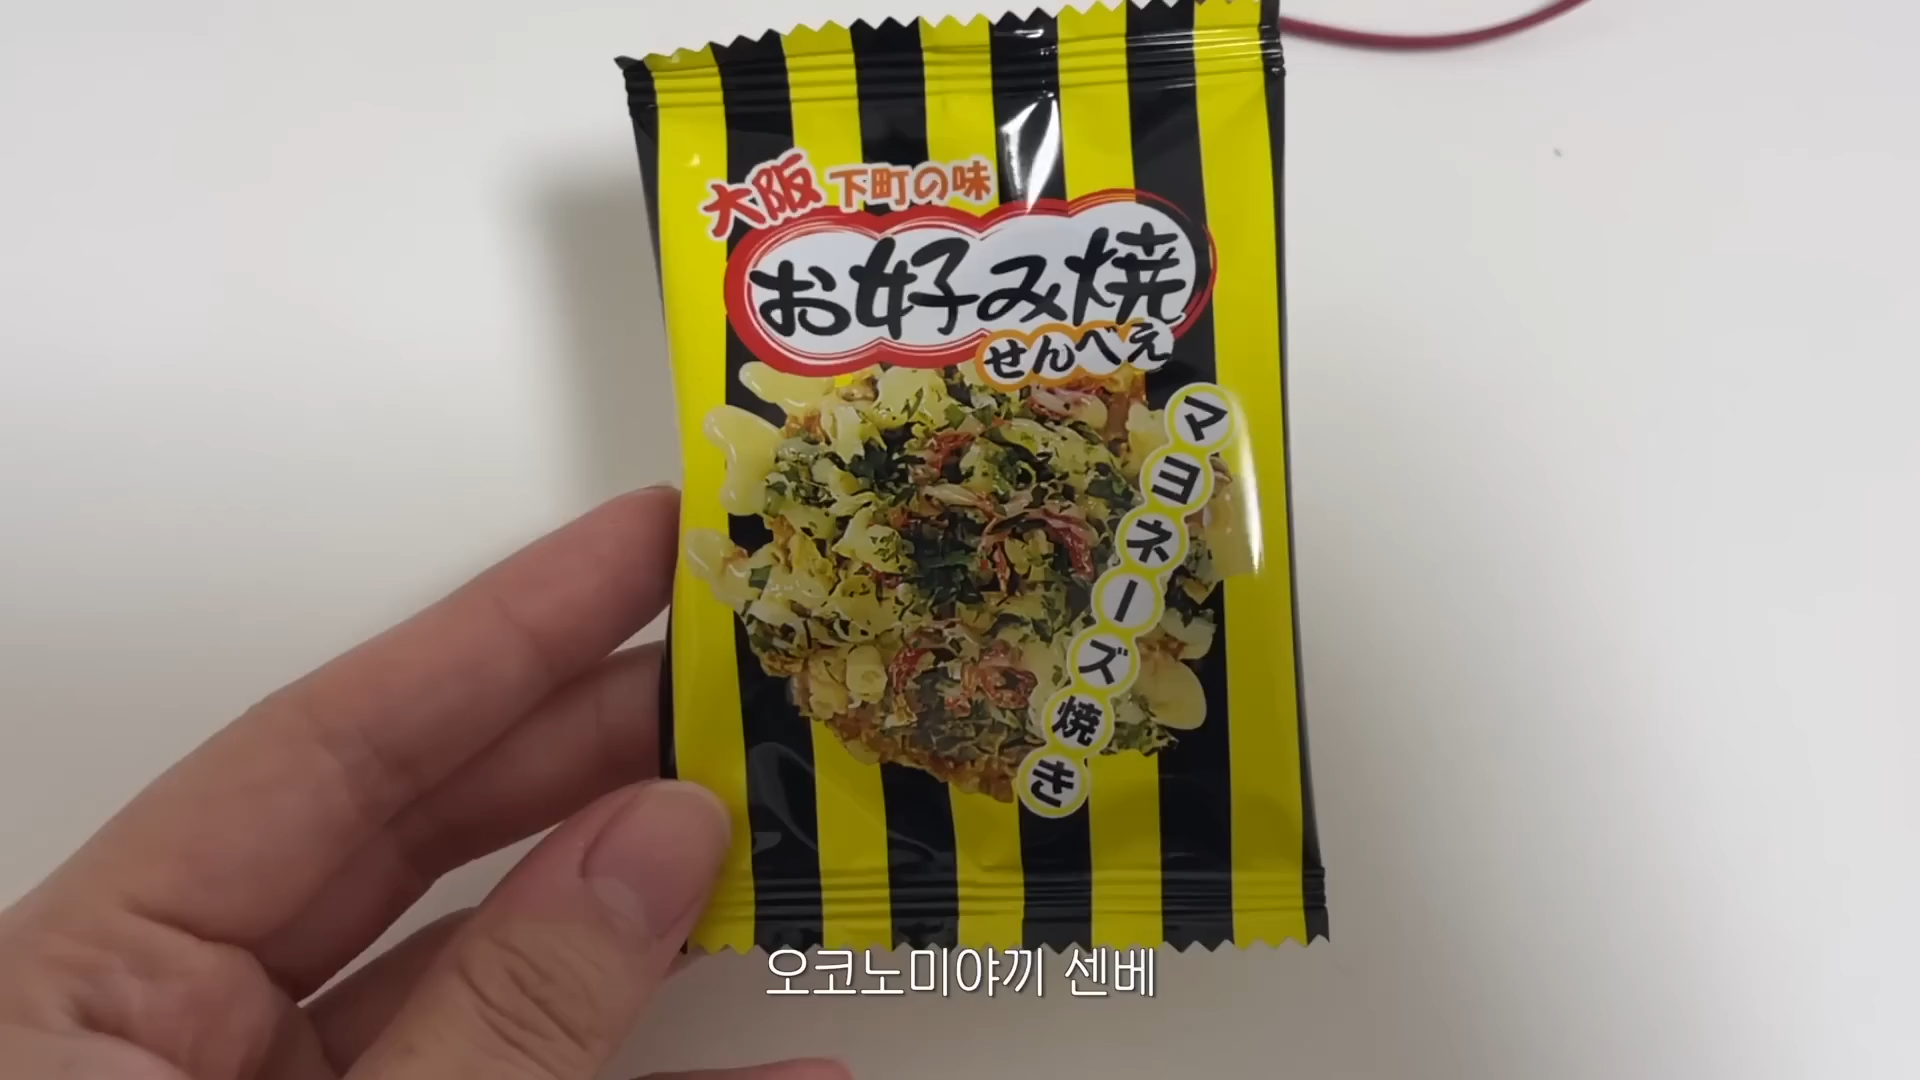 大阪 下町の味
お好み焼
せんべえ
マヨネーズ焼き
오코노미야끼 센베